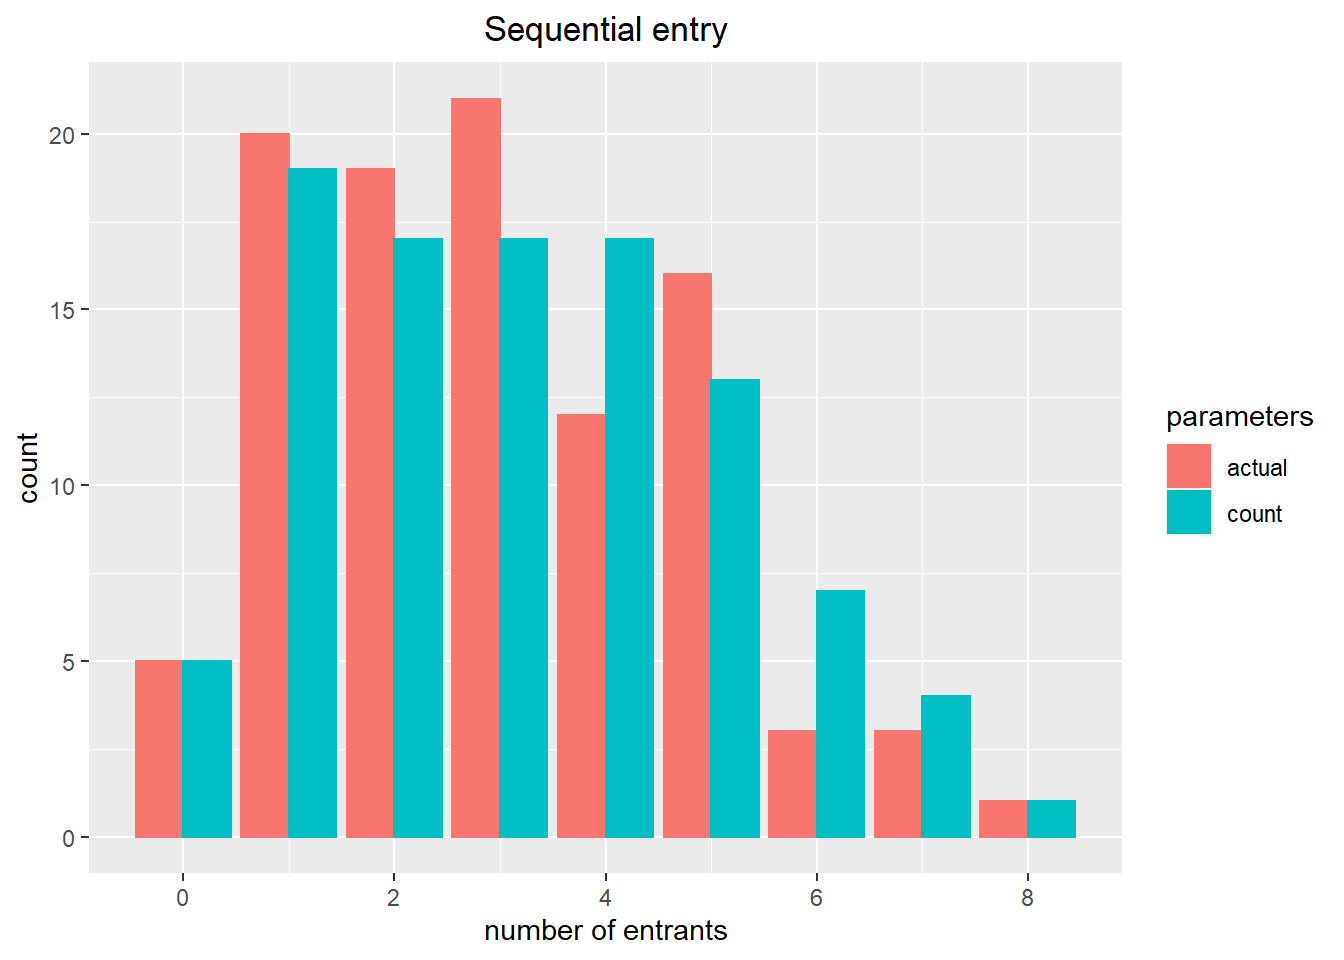 Sequential entry
20
15
10
5
0
count
0 2 4 6 8
number of entrants
parameters
actual
count